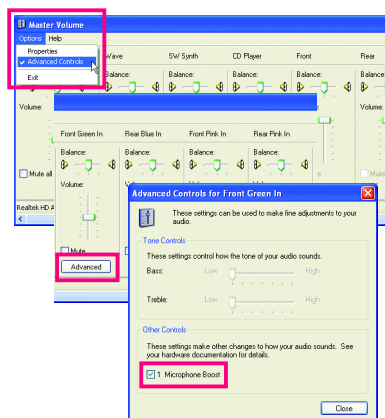 Master Volume
Options Help
Properties
Advanced Controls
Exit
Wave
SW Synth
CD Player
Front
Rear
Balance:
Balance:
Balance:
Balance:
Balance:
Volume:
Volume:
Mute all
Mute
Realtek HD A
Front Green In
Rear Blue In
Front Pink In
Rear Pink In
Balance:
Balance:
Balance:
Balance:
Volume:
Mute
Advanced
Advanced Controls for Front Green In
These settings can be used to make fine adjustments to your
audio.
Tone Controls
These settings control how the tone of your audio sounds.
Bass:
Low
High
Treble:
Low
High
Other Controls
These settings make other changes to how your audio sounds. See
your hardware documentation for details.
1 Microphone Boost
Close